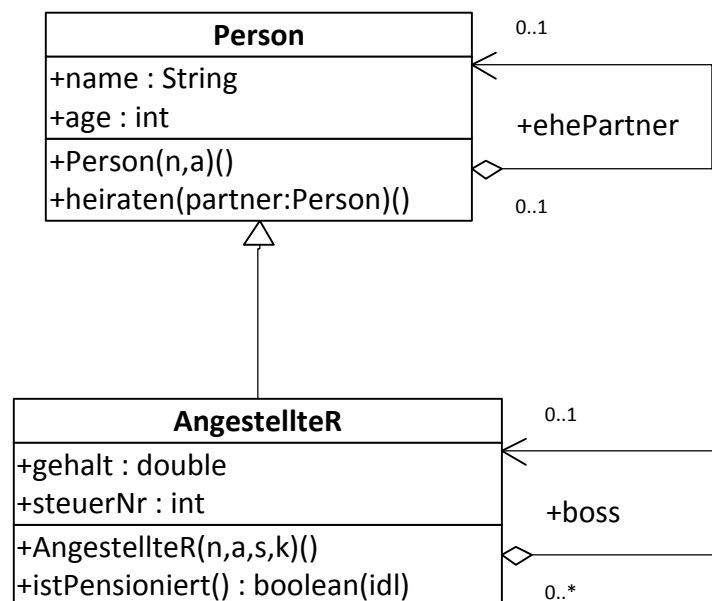 Person
0..1
+name : String
+age : int
+ehePartner
+Person(n,a)()
+heiraten(partner:Person)()
0..1
AngestellteR
0..1
+gehalt : double
+steuerNr : int
+boss
+AngestellteR(n,a,s,k)()
+istPensioniert() : boolean(idl)
0..*